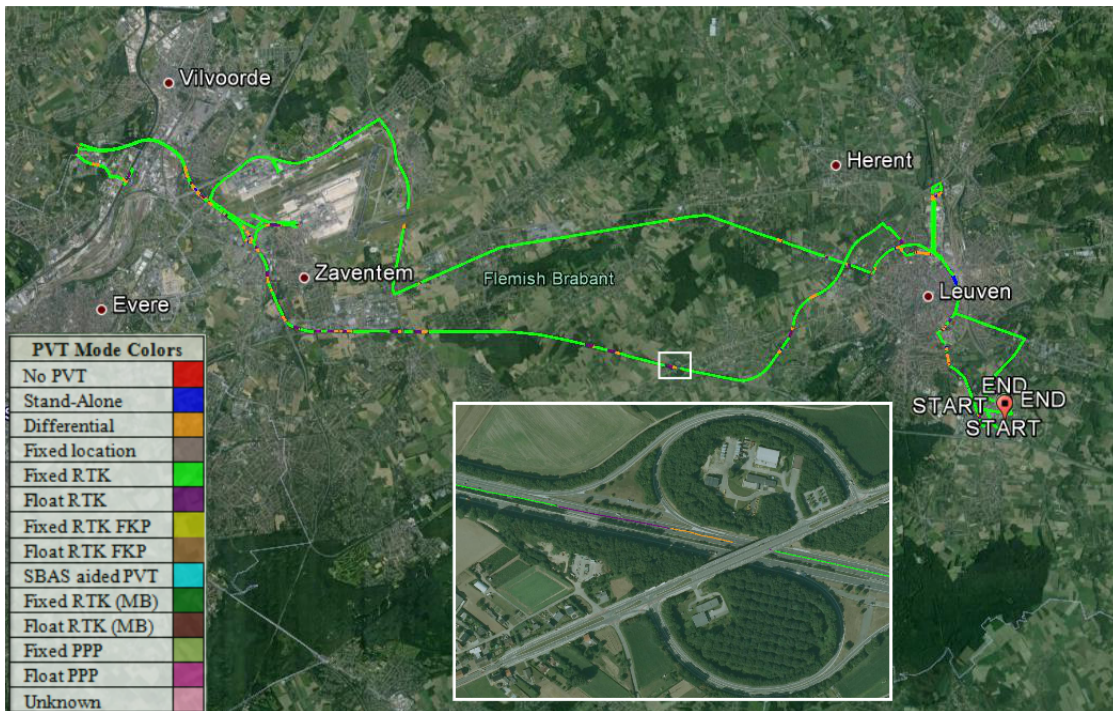 Vilvoorde
Herent
Zaventem
Flemish Brabant
Leuven
Evere
PVT Mode Colors
No PVT
Stand-Alone
Differential
Fixed location
Fixed RTK
Float RTK
Fixed RTK FKP
Float RTK FKP
SBAS aided PVT
Fixed RTK (MB)
Float RTK (MB)
Fixed PPP
Float PPP
Unknown
END
START END
START